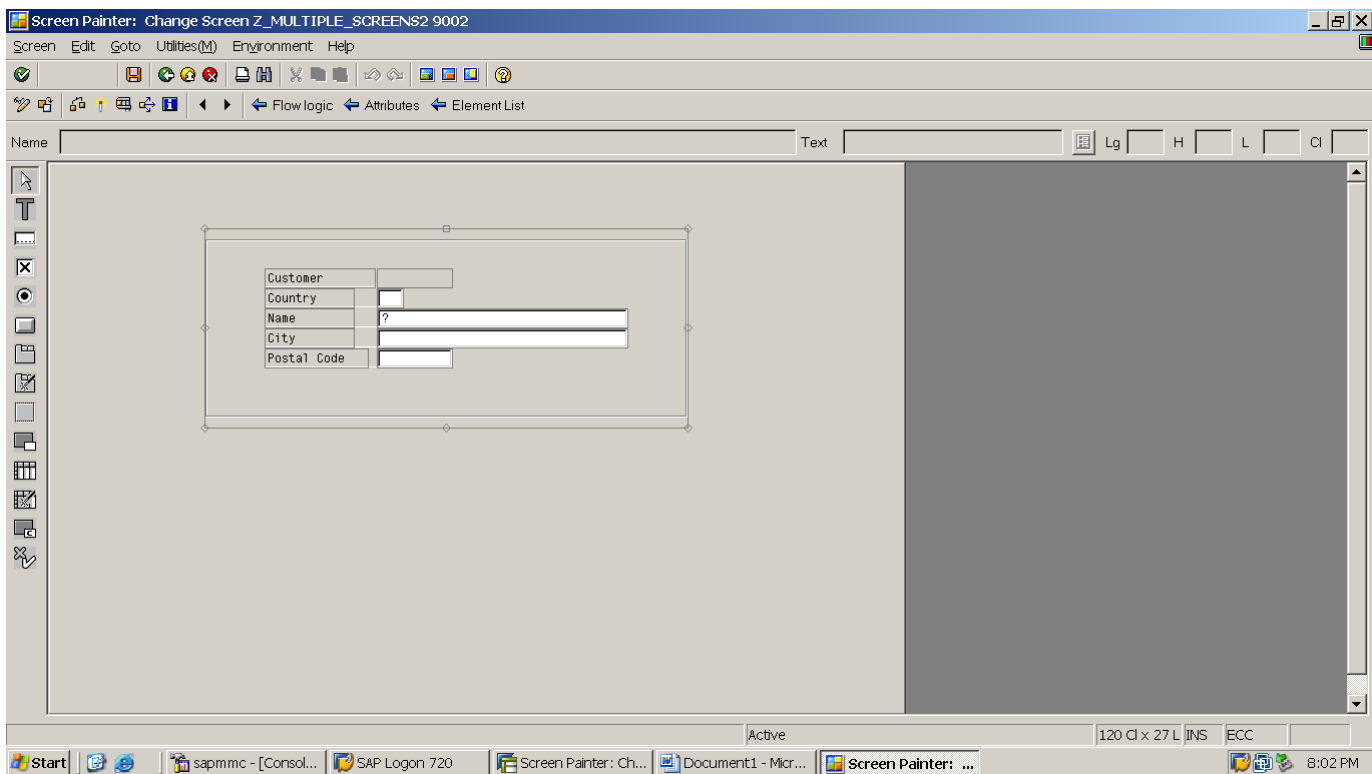 Screen Painter: Change Screen Z_MULTIPLE_SCREENS2 9002
Screen Edit Goto Utilities(M) Environment Help
Flow logic Attributes Element List
Name Text Lg H L Cl
Customer
Country
Name ?
City
Postal Code
Active 120 Cl x 27 L INS ECC
Start sapmmc - [Consol... SAP Logon 720 Screen Painter: Ch... Document1 - Micr... Screen Painter: ... 8:02 PM